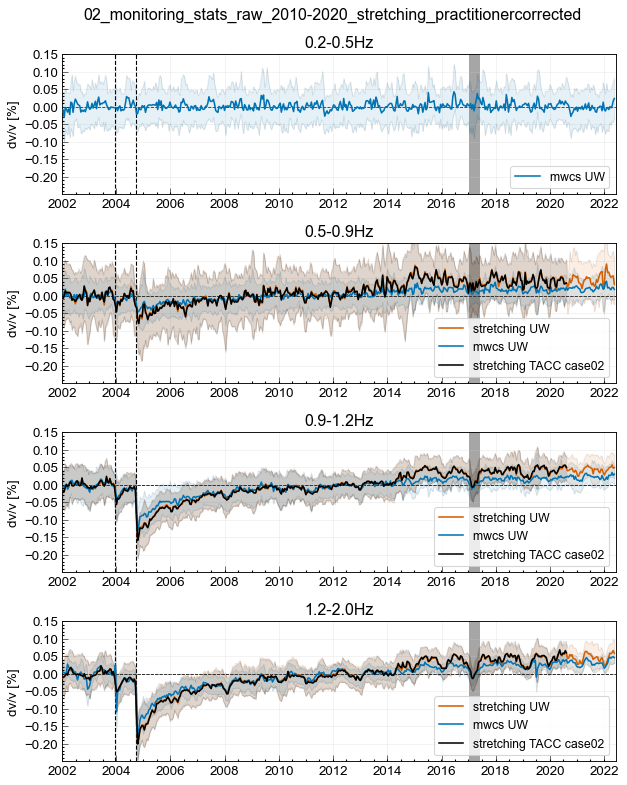 02_monitoring_stats_raw_2010-2020_stretching_practitionercorrected
0.2-0.5Hz
dv/v [%]
0.15
0.10
0.05
0.00
−0.05
−0.10
−0.15
−0.20
mwcs UW
2002 2004 2006 2008 2010 2012 2014 2016 2018 2020 2022
0.5-0.9Hz
dv/v [%]
0.15
0.10
0.05
0.00
−0.05
−0.10
−0.15
−0.20
stretching UW
mwcs UW
stretching TACC case02
2002 2004 2006 2008 2010 2012 2014 2016 2018 2020 2022
0.9-1.2Hz
dv/v [%]
0.15
0.10
0.05
0.00
−0.05
−0.10
−0.15
−0.20
stretching UW
mwcs UW
stretching TACC case02
2002 2004 2006 2008 2010 2012 2014 2016 2018 2020 2022
1.2-2.0Hz
dv/v [%]
0.15
0.10
0.05
0.00
−0.05
−0.10
−0.15
−0.20
stretching UW
mwcs UW
stretching TACC case02
2002 2004 2006 2008 2010 2012 2014 2016 2018 2020 2022